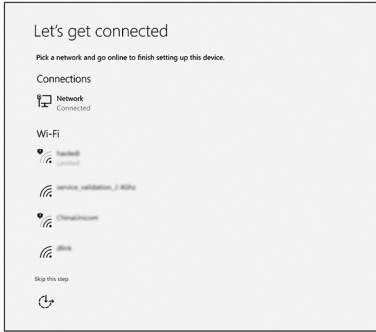 Let's get connected
Pick a network and go online to finish setting up this device.
Connections
Network
Connected
Wi-Fi
Limited
service_validation_2.4Ghz
ChinaUnicom
dlink
Skip this step